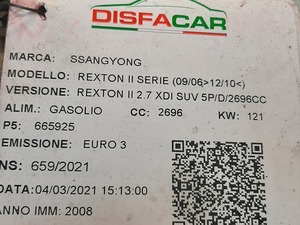 DISFACAR
MARCA: SSANGYONG
MODELLO: REXTON II SERIE (09/06>12/10<)
VERSIONE: REXTON II 2.7 XDI SUV 5P/D/2696CC
ALIM.: GASOLIO CC: 2696 KW: 121
P5: 665925
EMISSIONE: EURO 3
NS: 659/2021
DATA: 04/03/2021 15:13:00
ANNO IMM: 2008